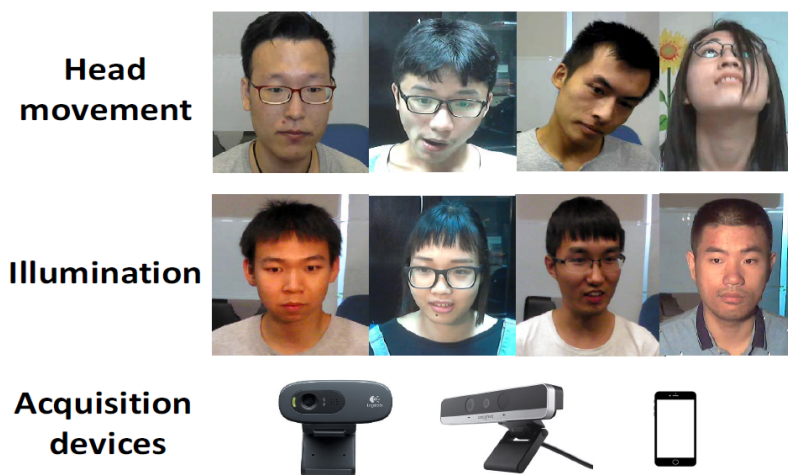 Head
movement
Illumination
Acquisition
devices